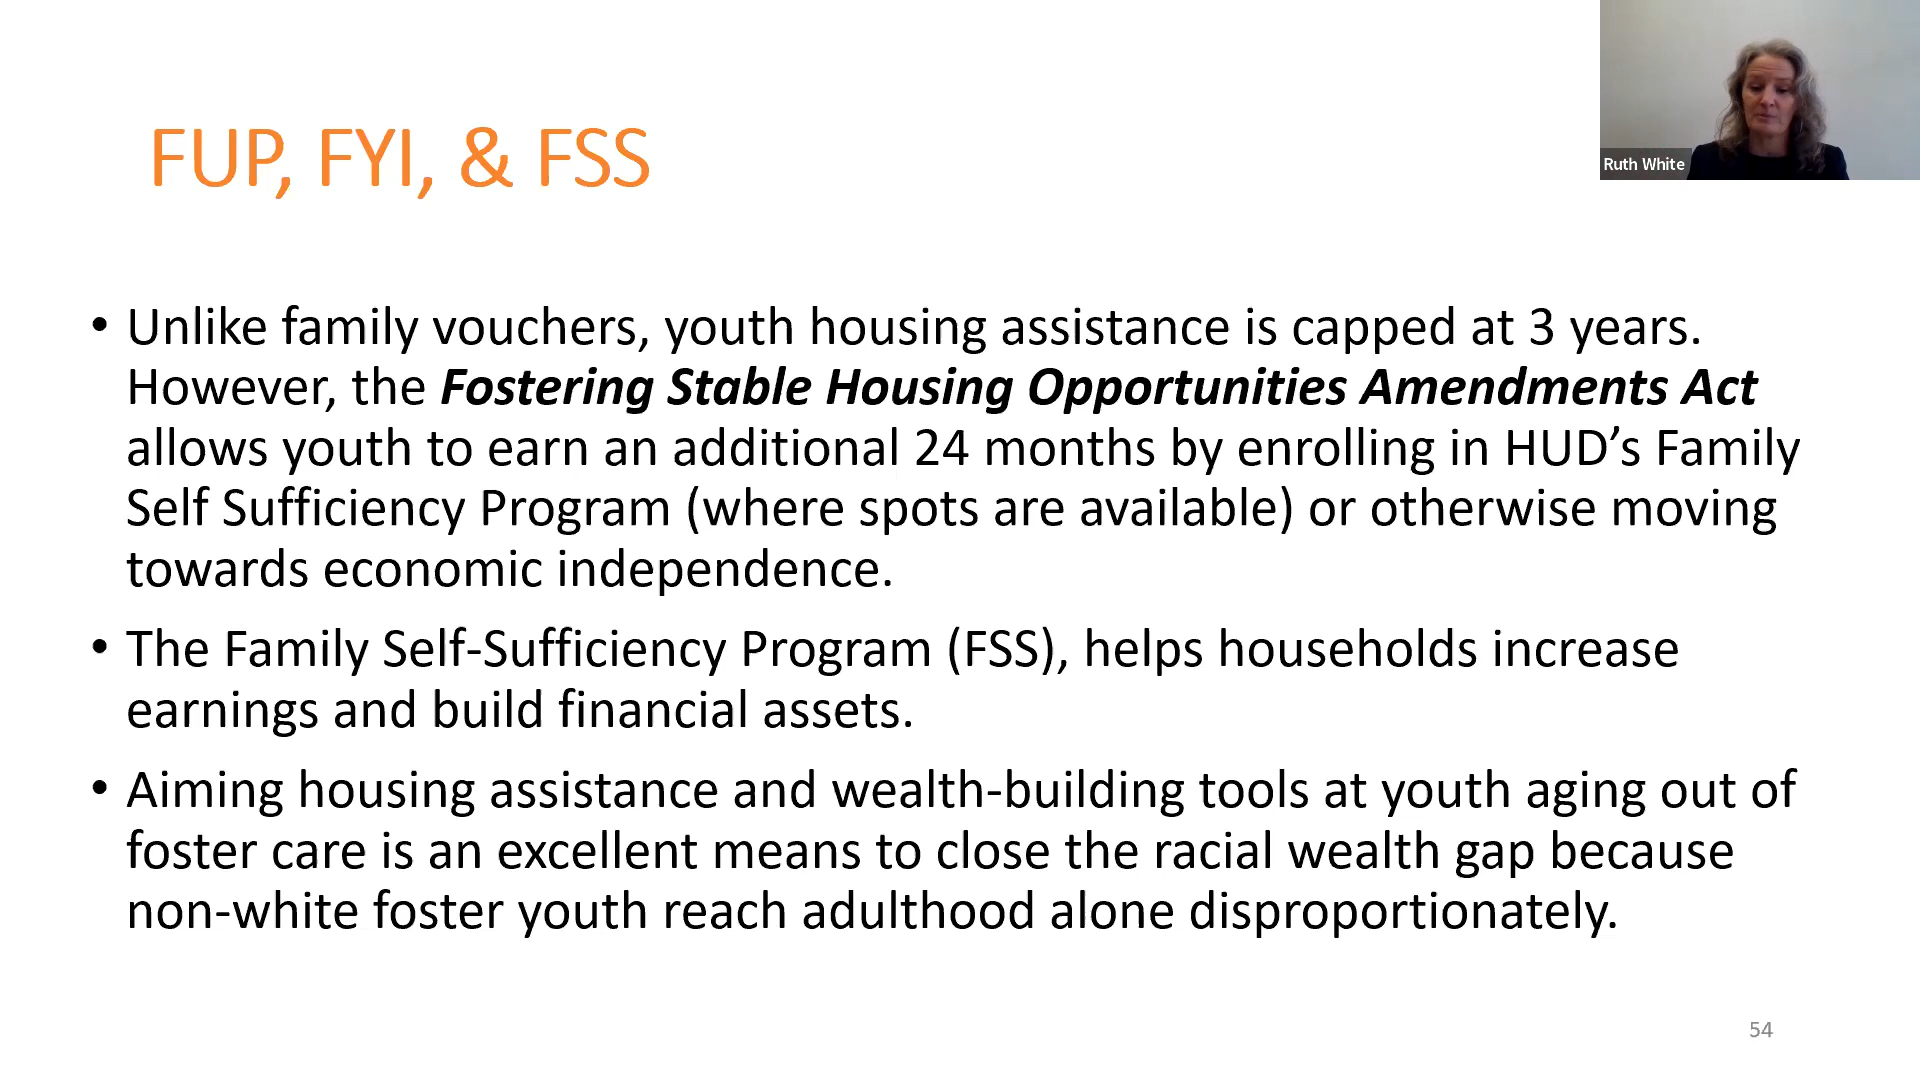 Ruth White
FUP, FYI, & FSS
• Unlike family vouchers, youth housing assistance is capped at 3 years.
However, the Fostering Stable Housing Opportunities Amendments Act
allows youth to earn an additional 24 months by enrolling in HUD’s Family
Self Sufficiency Program (where spots are available) or otherwise moving
towards economic independence.
• The Family Self-Sufficiency Program (FSS), helps households increase
earnings and build financial assets.
• Aiming housing assistance and wealth-building tools at youth aging out of
foster care is an excellent means to close the racial wealth gap because
non-white foster youth reach adulthood alone disproportionately.
54